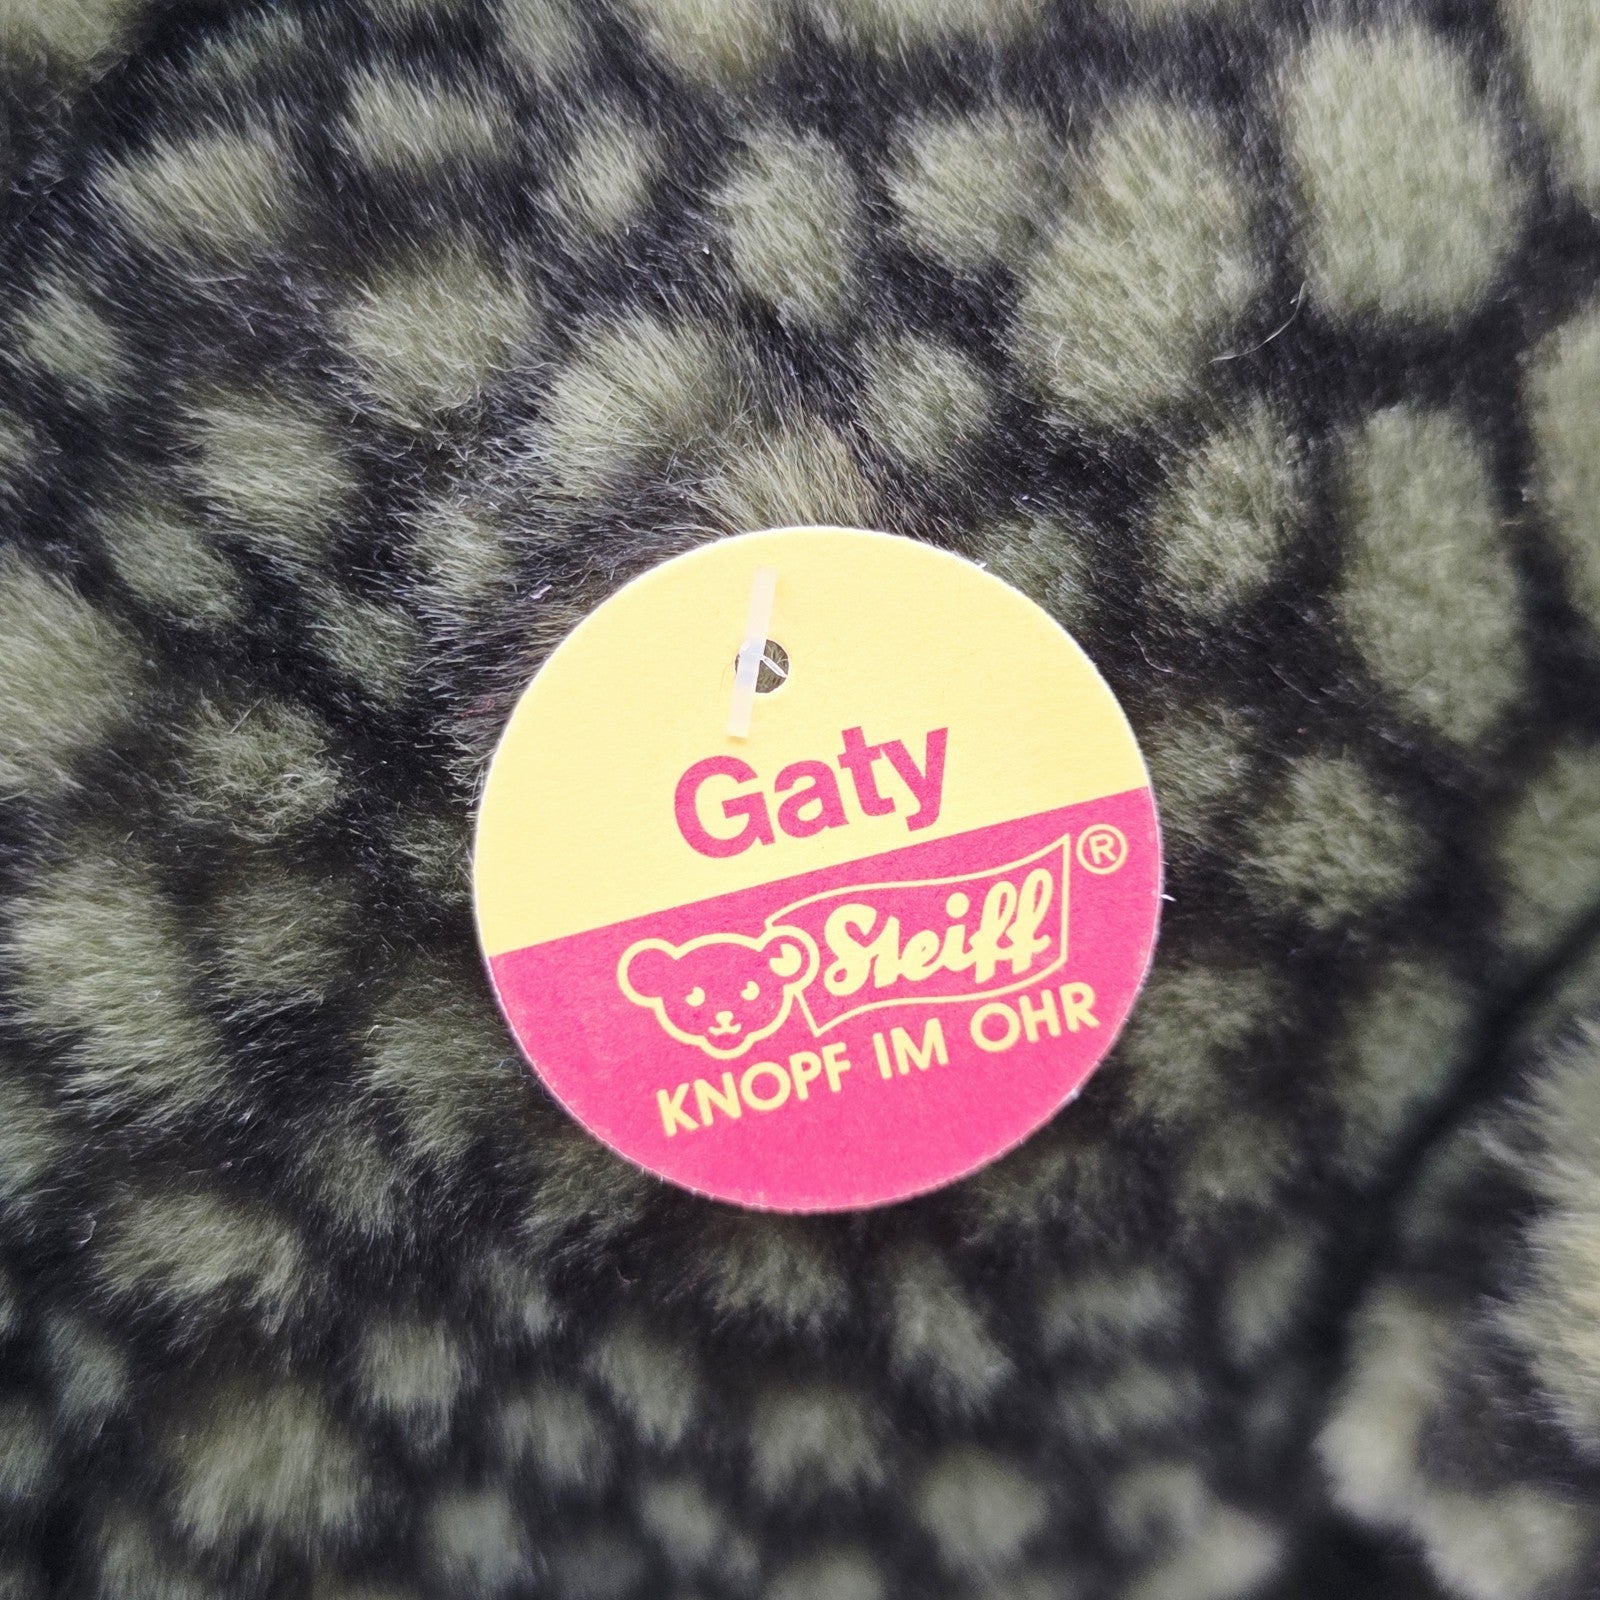 Gaty
Steiff ®
KNOPF IM OHR